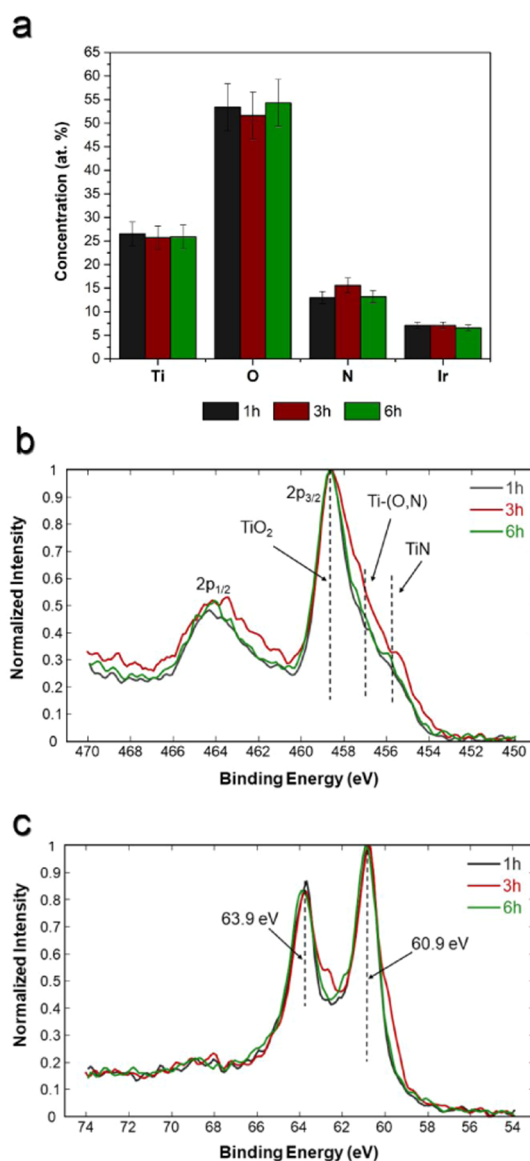 a
65
60
55
50
45
40
35
30
25
20
15
10
5
0
Concentration (at. %)
Ti O N Ir
1h 3h 6h
b
1
0.9
0.8
0.7
0.6
0.5
0.4
0.3
0.2
0.1
0
Normalized Intensity
2p3/2
Ti-(O,N)
TiO2
TiN
2p1/2
1h
3h
6h
470 468 466 464 462 460 458 456 454 452 450
Binding Energy (eV)
c
1
0.9
0.8
0.7
0.6
0.5
0.4
0.3
0.2
0.1
0
Normalized Intensity
63.9 eV
60.9 eV
1h
3h
6h
74 72 70 68 66 64 62 60 58 56 54
Binding Energy (eV)